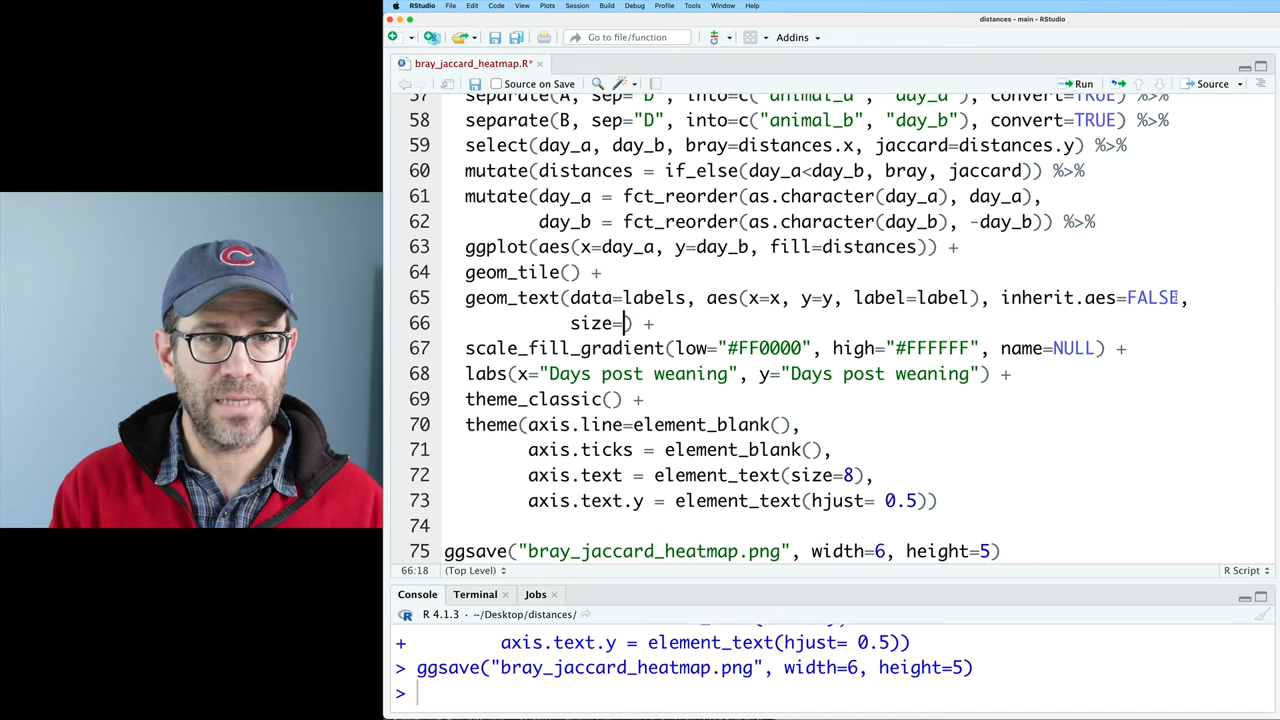 RStudio File Edit Code View Plots Session Build Debug Profile Tools Window Help
distances - main - RStudio
Go to file/function Addins
bray_jaccard_heatmap.R*
Source on Save Run Source
57 separate(A, sep="D", into=c("animal_a", "day_a"), convert=TRUE) %>%
58 separate(B, sep="D", into=c("animal_b", "day_b"), convert=TRUE) %>%
59 select(day_a, day_b, bray=distances.x, jaccard=distances.y) %>%
60 mutate(distances = if_else(day_a<day_b, bray, jaccard)) %>%
61 mutate(day_a = fct_reorder(as.character(day_a), day_a),
62 day_b = fct_reorder(as.character(day_b), -day_b)) %>%
63 ggplot(aes(x=day_a, y=day_b, fill=distances)) +
64 geom_tile() +
65 geom_text(data=labels, aes(x=x, y=y, label=label), inherit.aes=FALSE,
66 size=) +
67 scale_fill_gradient(low="#FF0000", high="#FFFFFF", name=NULL) +
68 labs(x="Days post weaning", y="Days post weaning") +
69 theme_classic() +
70 theme(axis.line=element_blank(),
71 axis.ticks = element_blank(),
72 axis.text = element_text(size=8),
73 axis.text.y = element_text(hjust= 0.5))
74
75 ggsave("bray_jaccard_heatmap.png", width=6, height=5)
66:18 (Top Level) R Script
Console Terminal Jobs
R 4.1.3 · ~/Desktop/distances/
+ axis.text.y = element_text(hjust= 0.5))
> ggsave("bray_jaccard_heatmap.png", width=6, height=5)
>